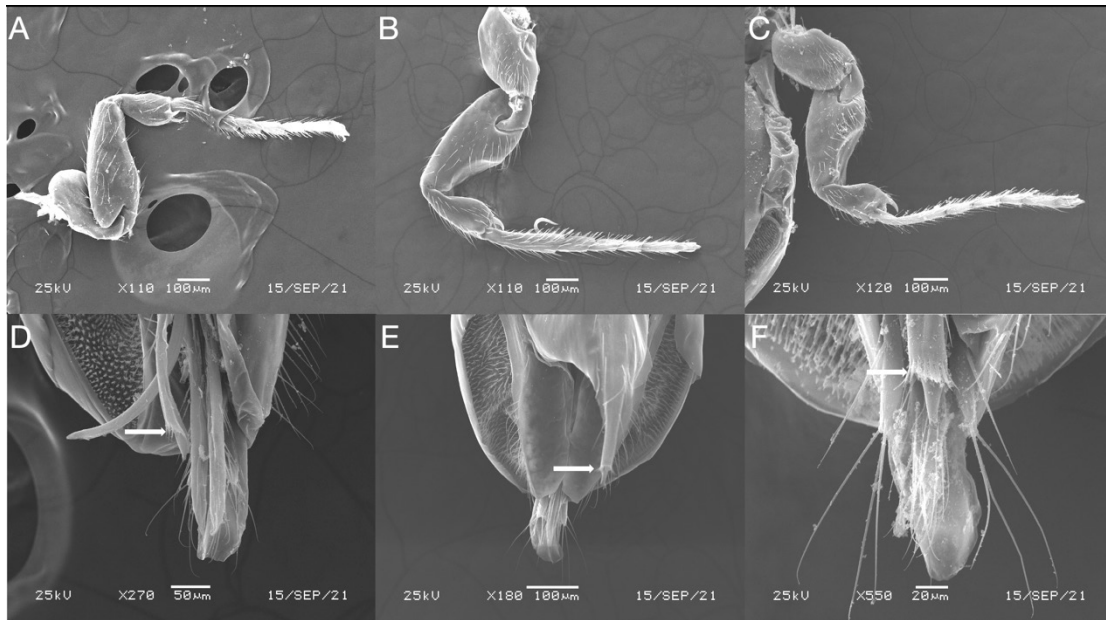 A
B
C
25kV X110 100µm 15/SEP/21
25kV X110 100µm 15/SEP/21
25kV X120 100µm 15/SEP/21
D
E
F
25kV X270 50µm 15/SEP/21
25kV X180 100µm 15/SEP/21
25kV X550 20µm 15/SEP/21